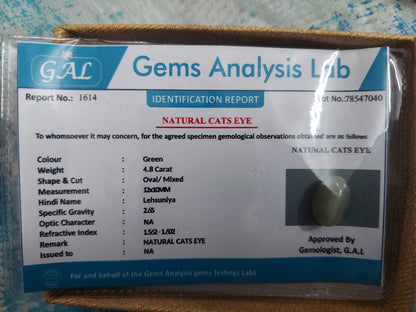 GAL
Gems Analysis Lab
Report No.: 1614
IDENTIFICATION REPORT
Lot No.:78547040
NATURAL CATS EYE
To whomsoever it may concern, for the agreed specimen gemological observations obtained are as follows
NATURAL CATS EYE
Colour : Green
Weight : 4.8 Carat
Shape & Cut : Oval/ Mixed
Measurement : 12x10MM
Hindi Name : Lehsuniya
Specific Gravity : 2.65
Optic Character : NA
Refractive Index : 1.552 - 1.602
Remark : NATURAL CATS EYE
Issued to : NA
Approved By
Gemologist, G.A.L
For and behalf of the Gems Analysis gems Testings Labs